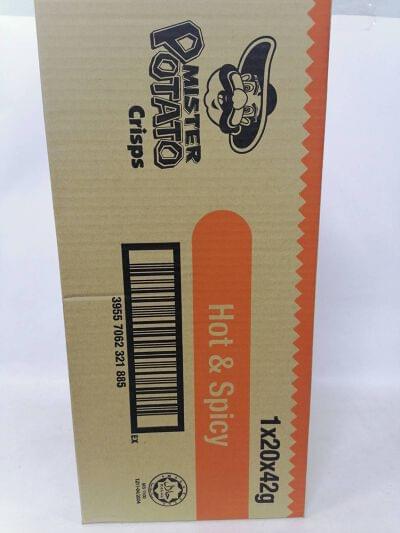 MISTER
POTATO
Crisps
Hot & Spicy
1x20x42g
3955 7062 321 885
EX